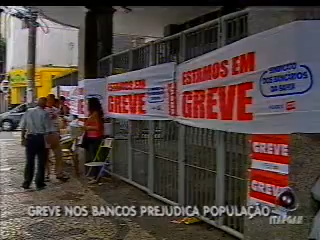 ESTAMOS EM
GREVE
SINDICATO
DOS BANCÁRIOS
DA BAHIA
ESTAMOS EM
GREVE
GREVE
GREVE
GREVE NOS BANCOS PREJUDICA POPULAÇÃO